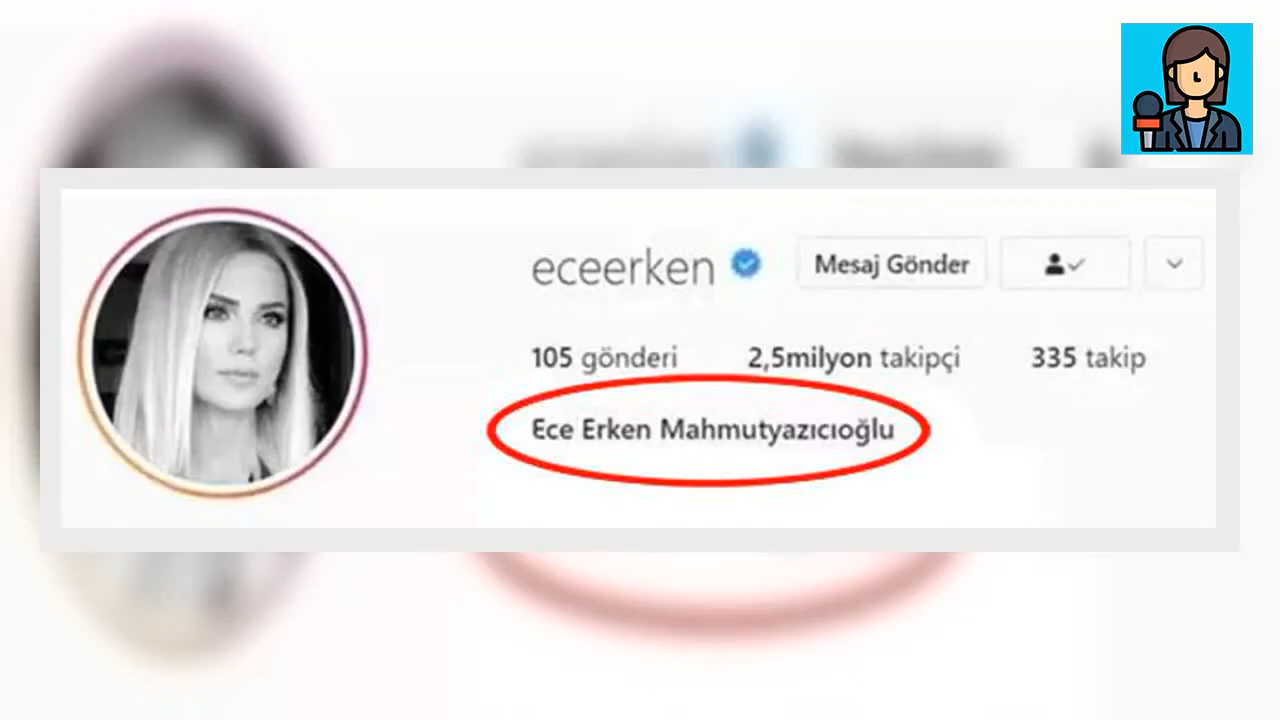 eceerken
Mesaj Gönder
105 gönderi 2,5milyon takipçi 335 takip
Ece Erken Mahmutyazıcıoğlu